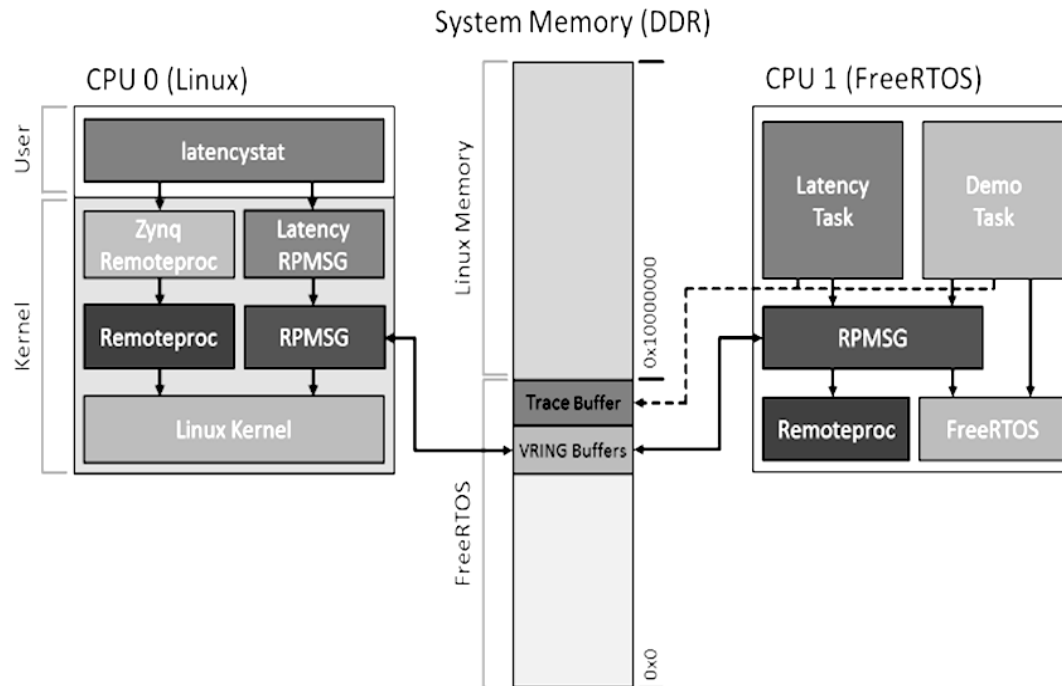 System Memory (DDR)
CPU 0 (Linux)
User
latencystat
Kernel
Zynq
Remoteproc
Latency
RPMSG
Remoteproc
RPMSG
Linux Kernel
Linux Memory
0x10000000
Trace Buffer
VRING Buffers
FreeRTOS
0x0
CPU 1 (FreeRTOS)
Latency
Task
Demo
Task
RPMSG
Remoteproc
FreeRTOS